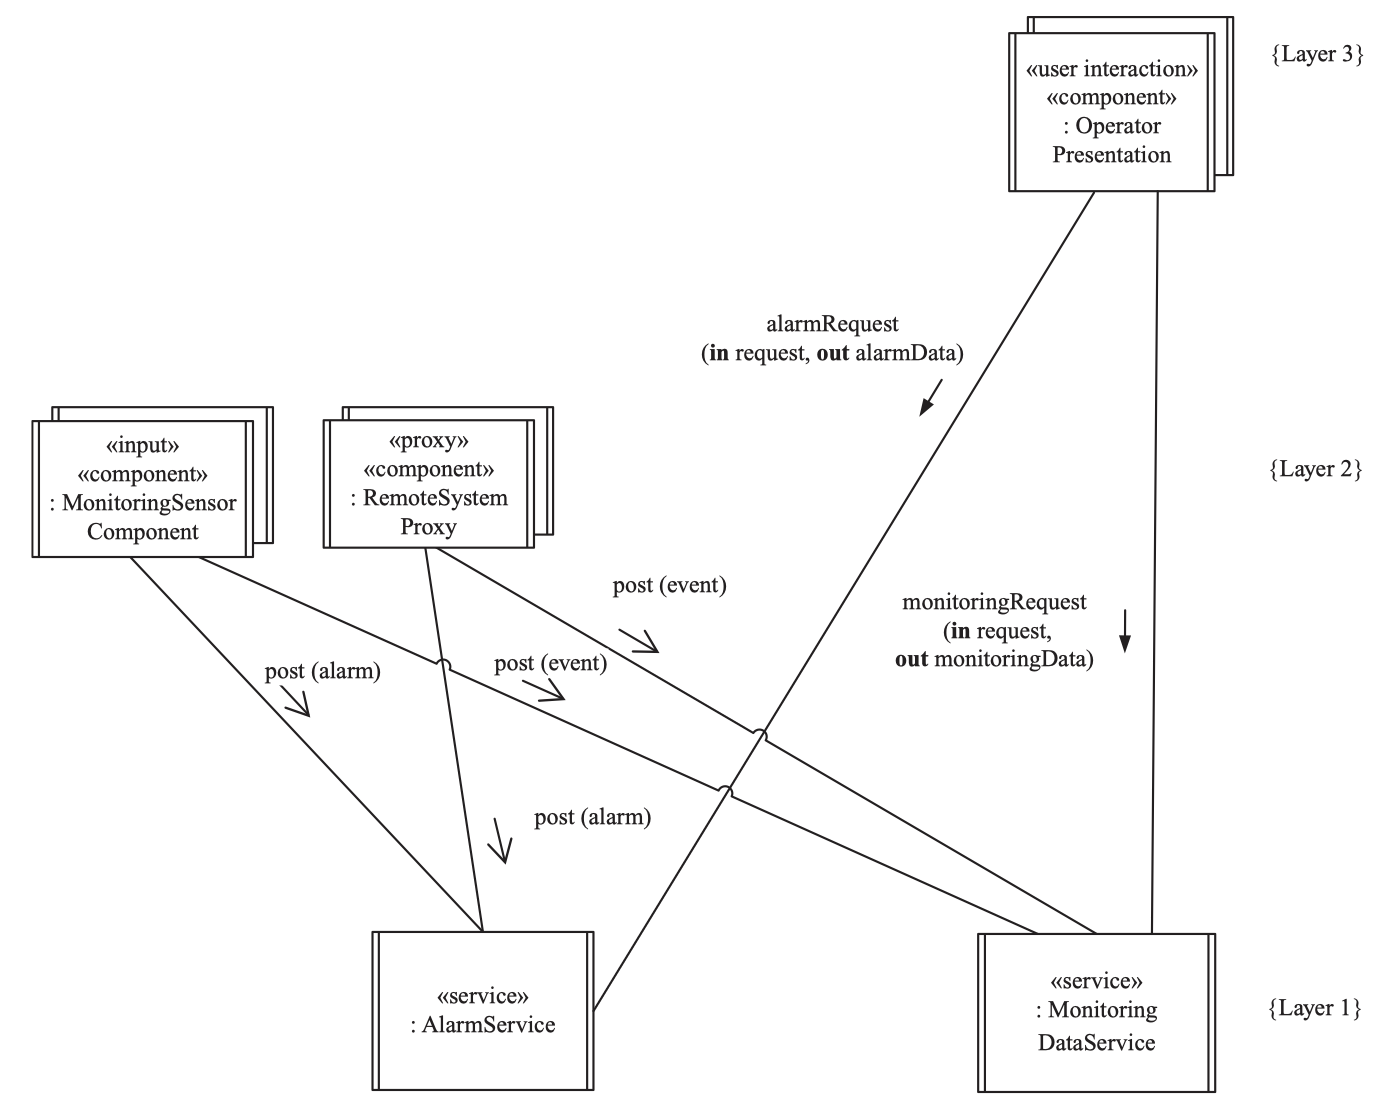 «user interaction»
«component»
: Operator
Presentation
{Layer 3}
alarmRequest
(in request, out alarmData)
«input»
«component»
: MonitoringSensor
Component
«proxy»
«component»
: RemoteSystem
Proxy
{Layer 2}
post (event)
monitoringRequest
(in request,
out monitoringData)
post (alarm)
post (event)
post (alarm)
«service»
: AlarmService
«service»
: Monitoring
DataService
{Layer 1}